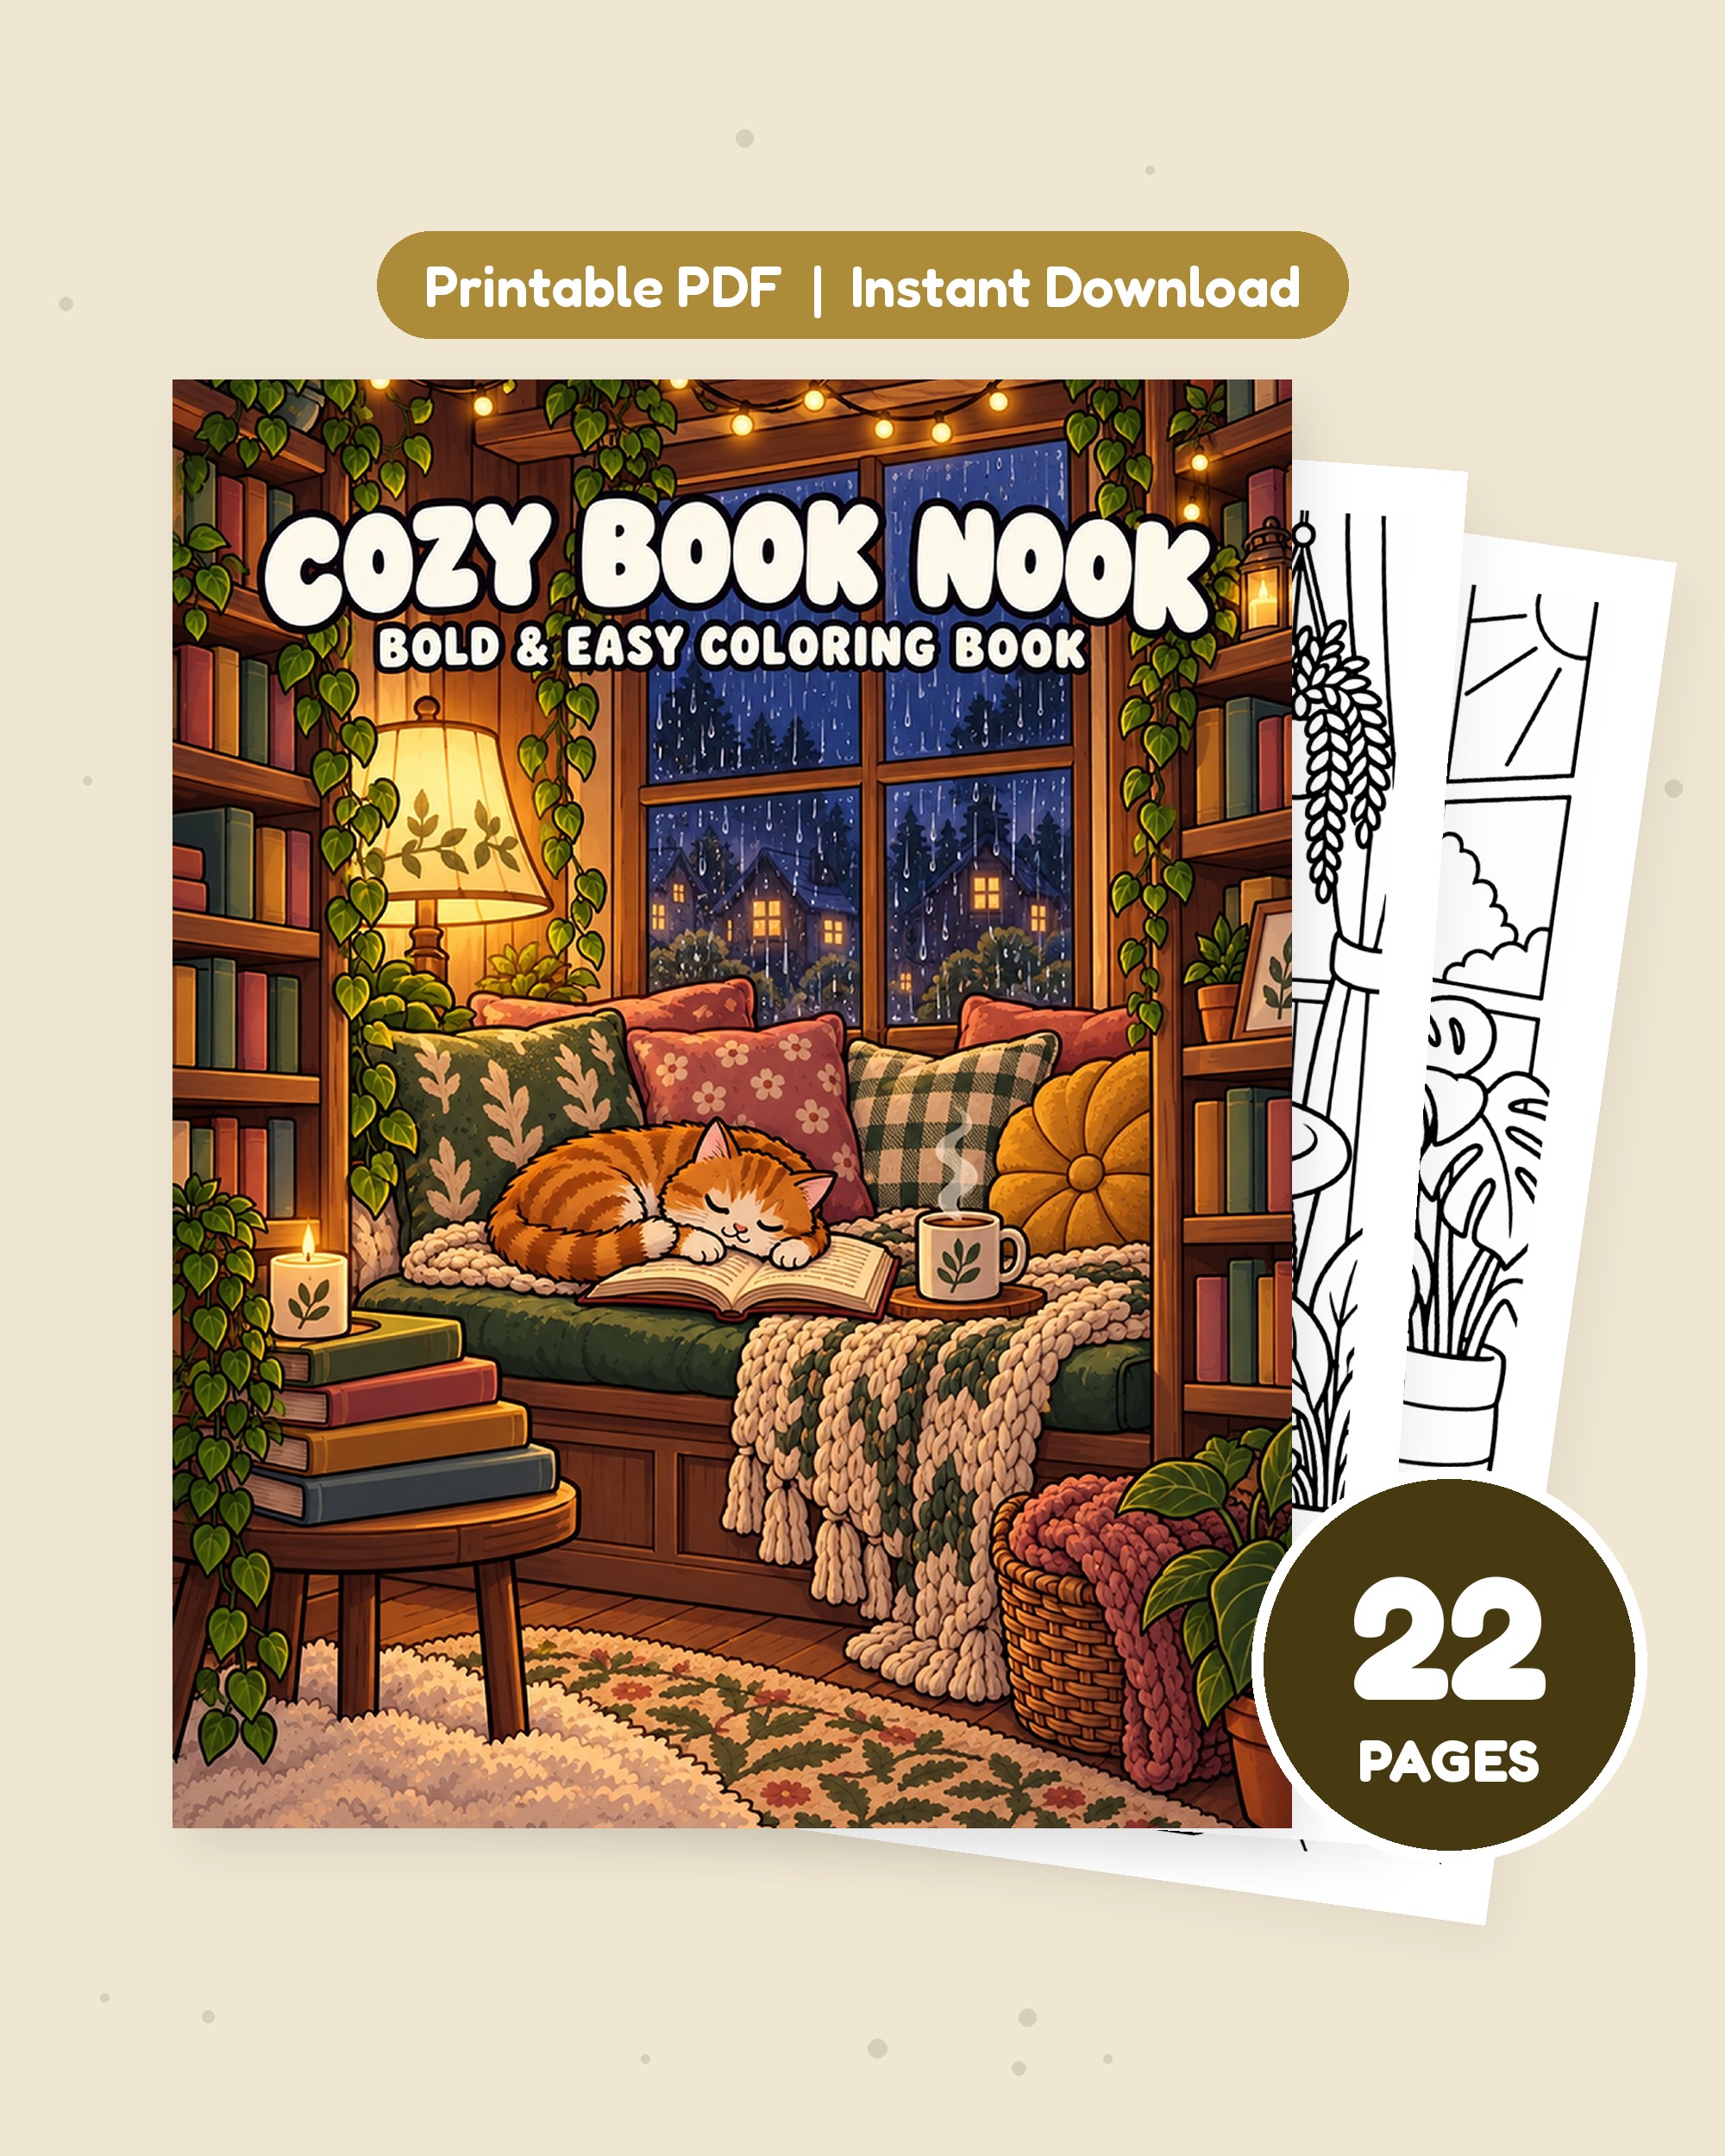 Printable PDF | Instant Download
COZY BOOK NOOK
BOLD & EASY COLORING BOOK
22
PAGES